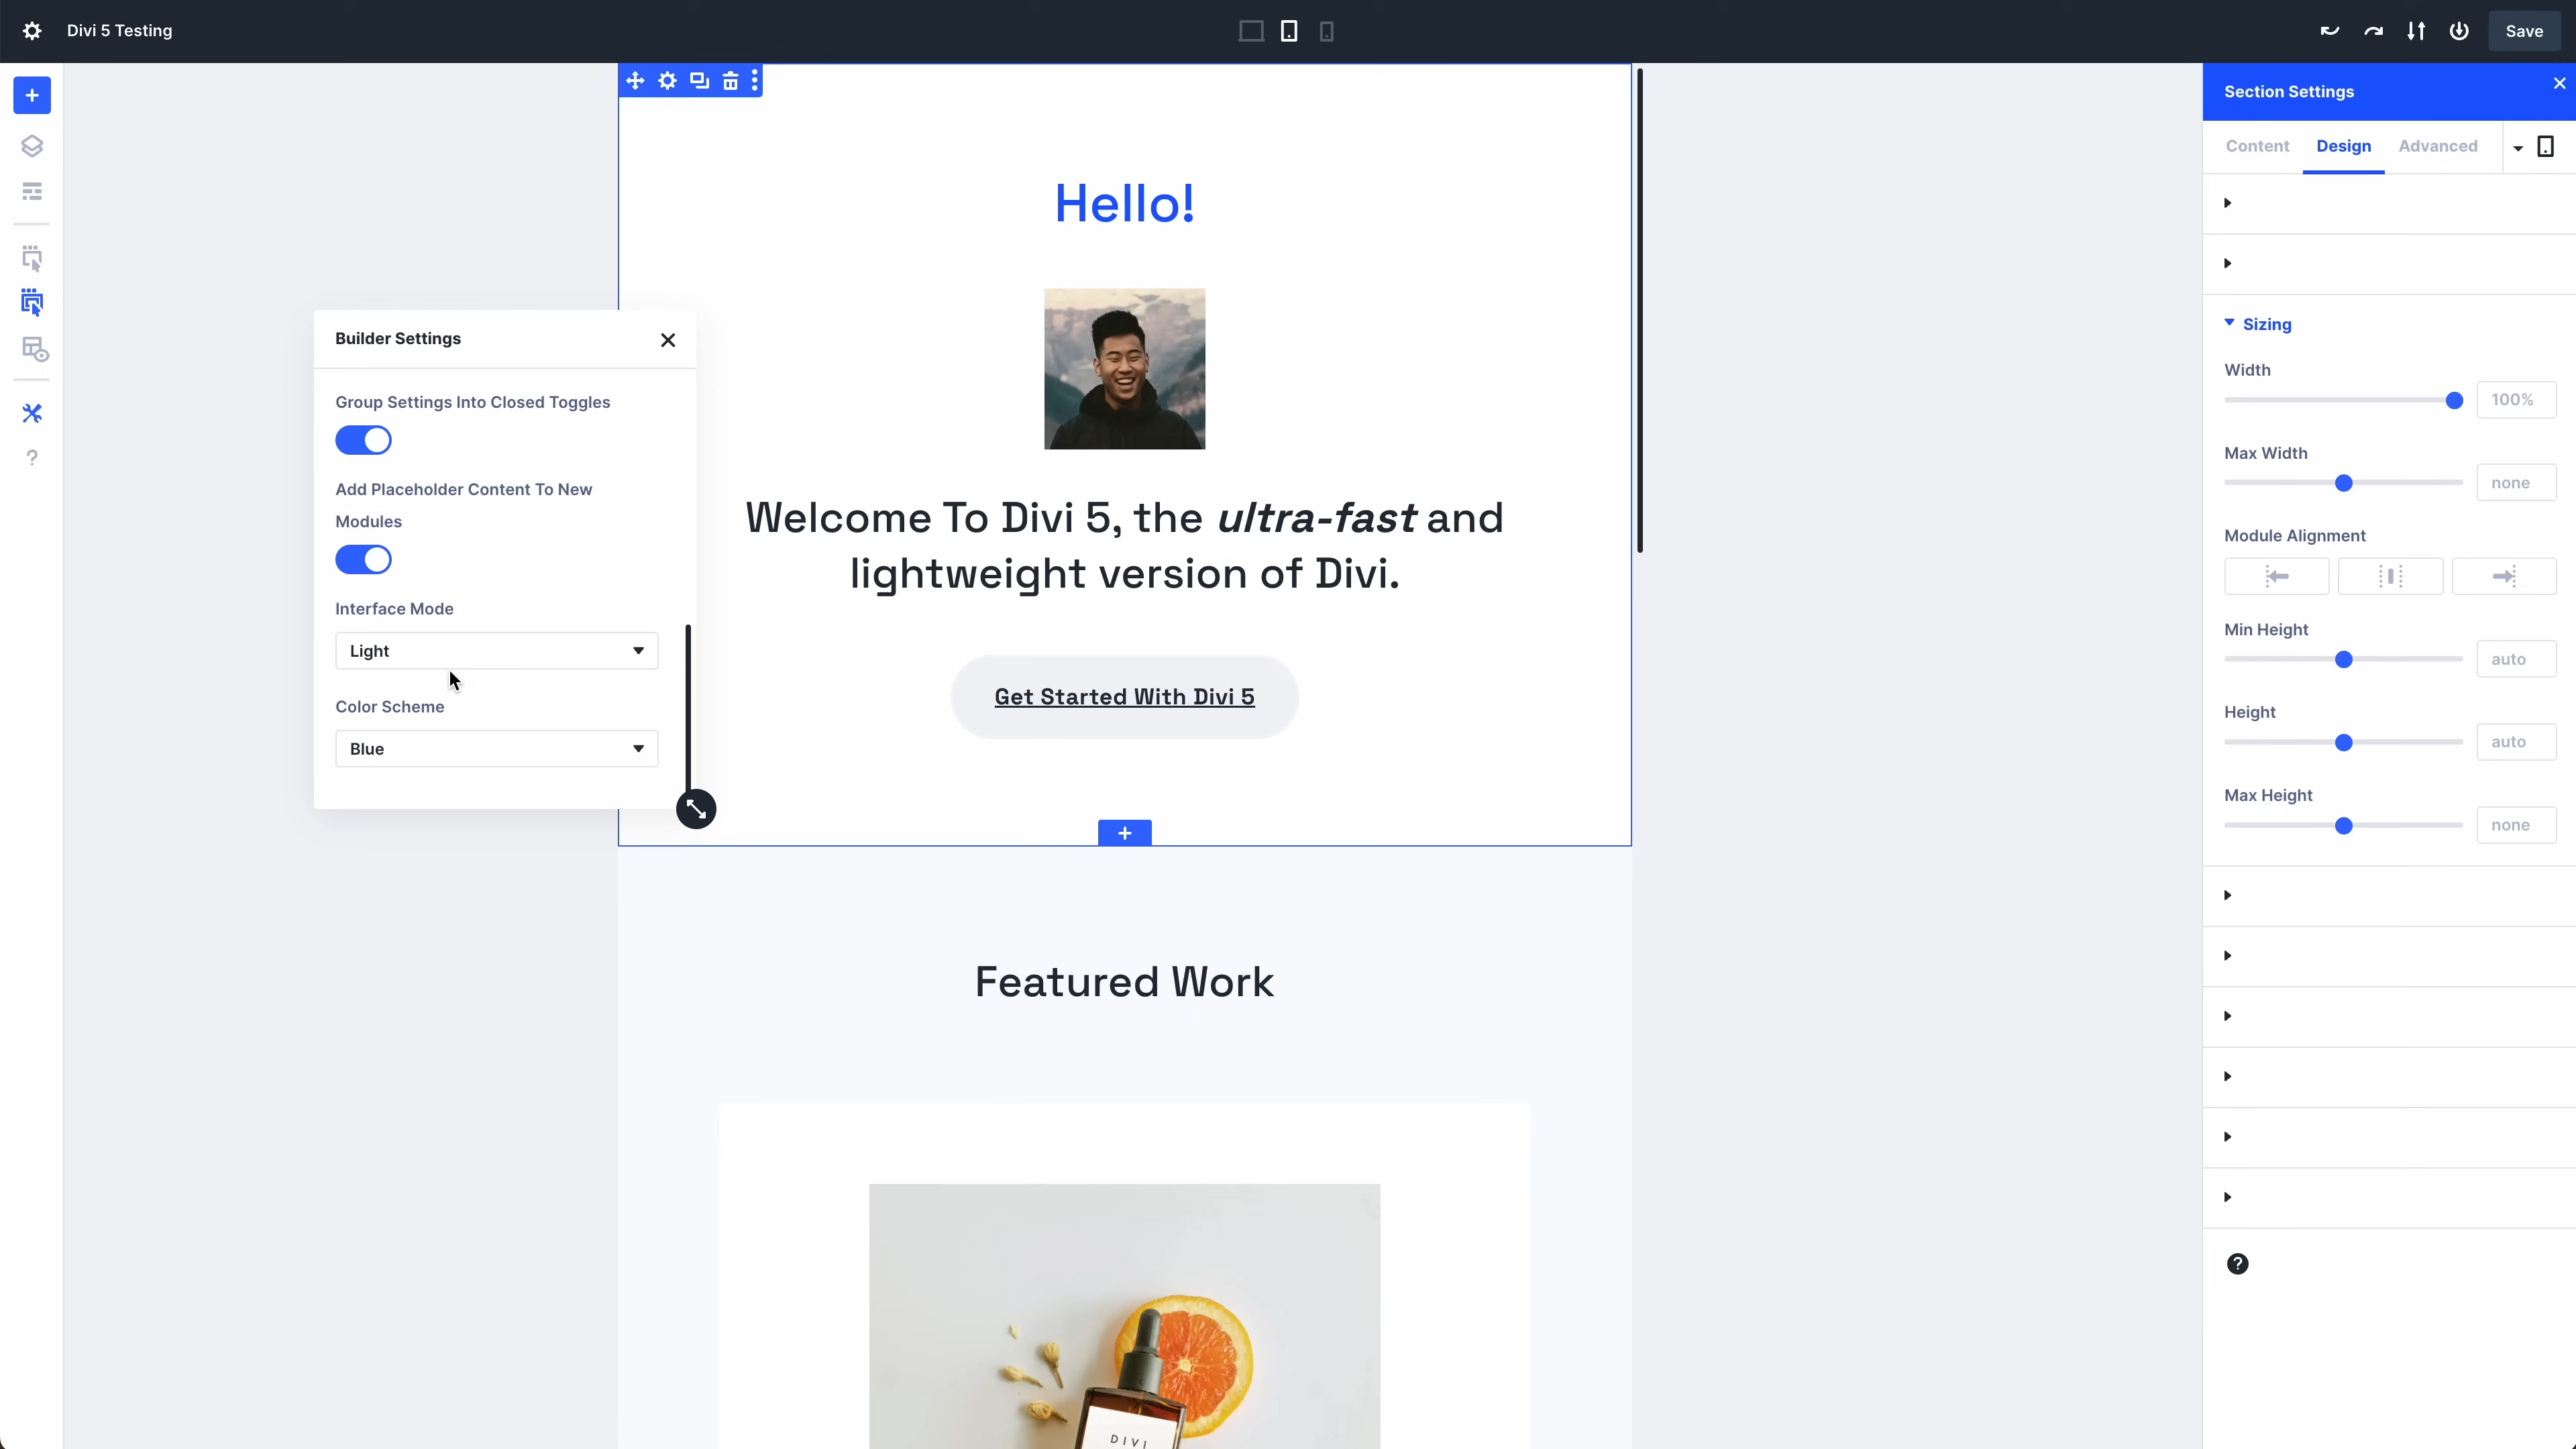 Divi 5 Testing
Save
Section Settings
Content Design Advanced
Sizing
Width
100%
Max Width
none
Module Alignment
Min Height
auto
Height
auto
Max Height
none
Builder Settings
Group Settings Into Closed Toggles
Add Placeholder Content To New
Modules
Interface Mode
Light
Color Scheme
Blue
Hello!
Welcome To Divi 5, the ultra-fast and
lightweight version of Divi.
Get Started With Divi 5
Featured Work
DIVI